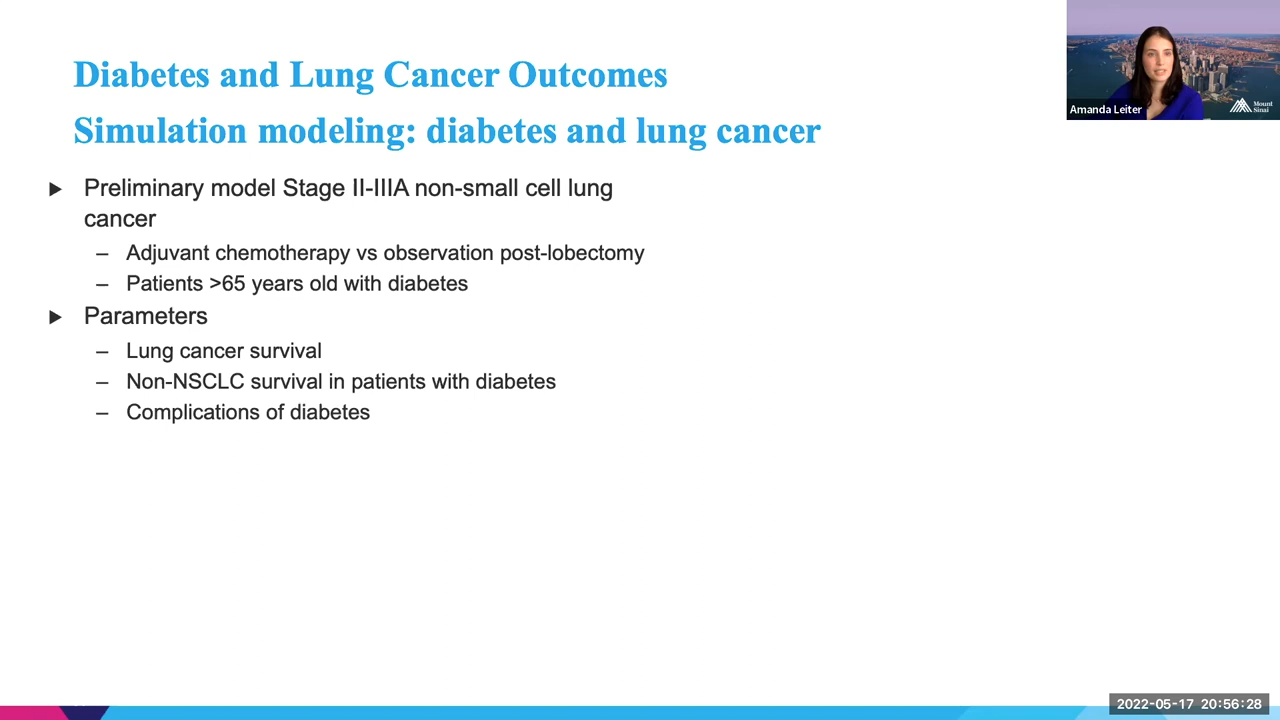 Diabetes and Lung Cancer Outcomes
Simulation modeling: diabetes and lung cancer
► Preliminary model Stage II-IIIA non-small cell lung
cancer
– Adjuvant chemotherapy vs observation post-lobectomy
– Patients >65 years old with diabetes
► Parameters
– Lung cancer survival
– Non-NSCLC survival in patients with diabetes
– Complications of diabetes
Amanda Leiter
Mount
Sinai
2022-05-17 20:56:28